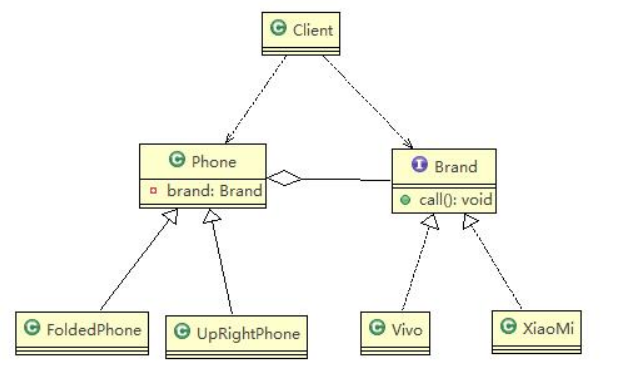 Client
Phone
brand: Brand
Brand
call(): void
FoldedPhone
UpRightPhone
Vivo
XiaoMi